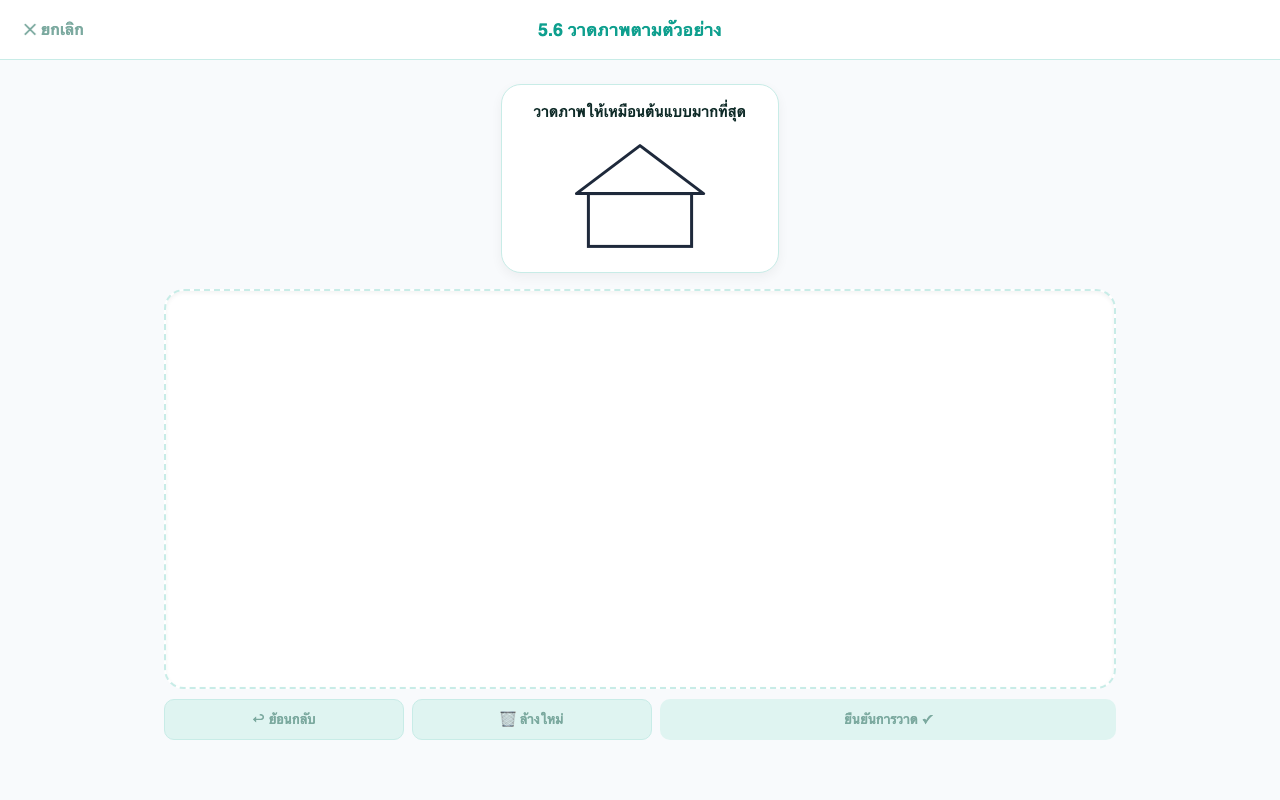 ✕ ยกเลิก
5.6 วาดภาพตามตัวอย่าง
วาดภาพให้เหมือนต้นแบบมากที่สุด
↩ ย้อนกลับ
🗑️ ล้างใหม่
ยืนยันการวาด ✓